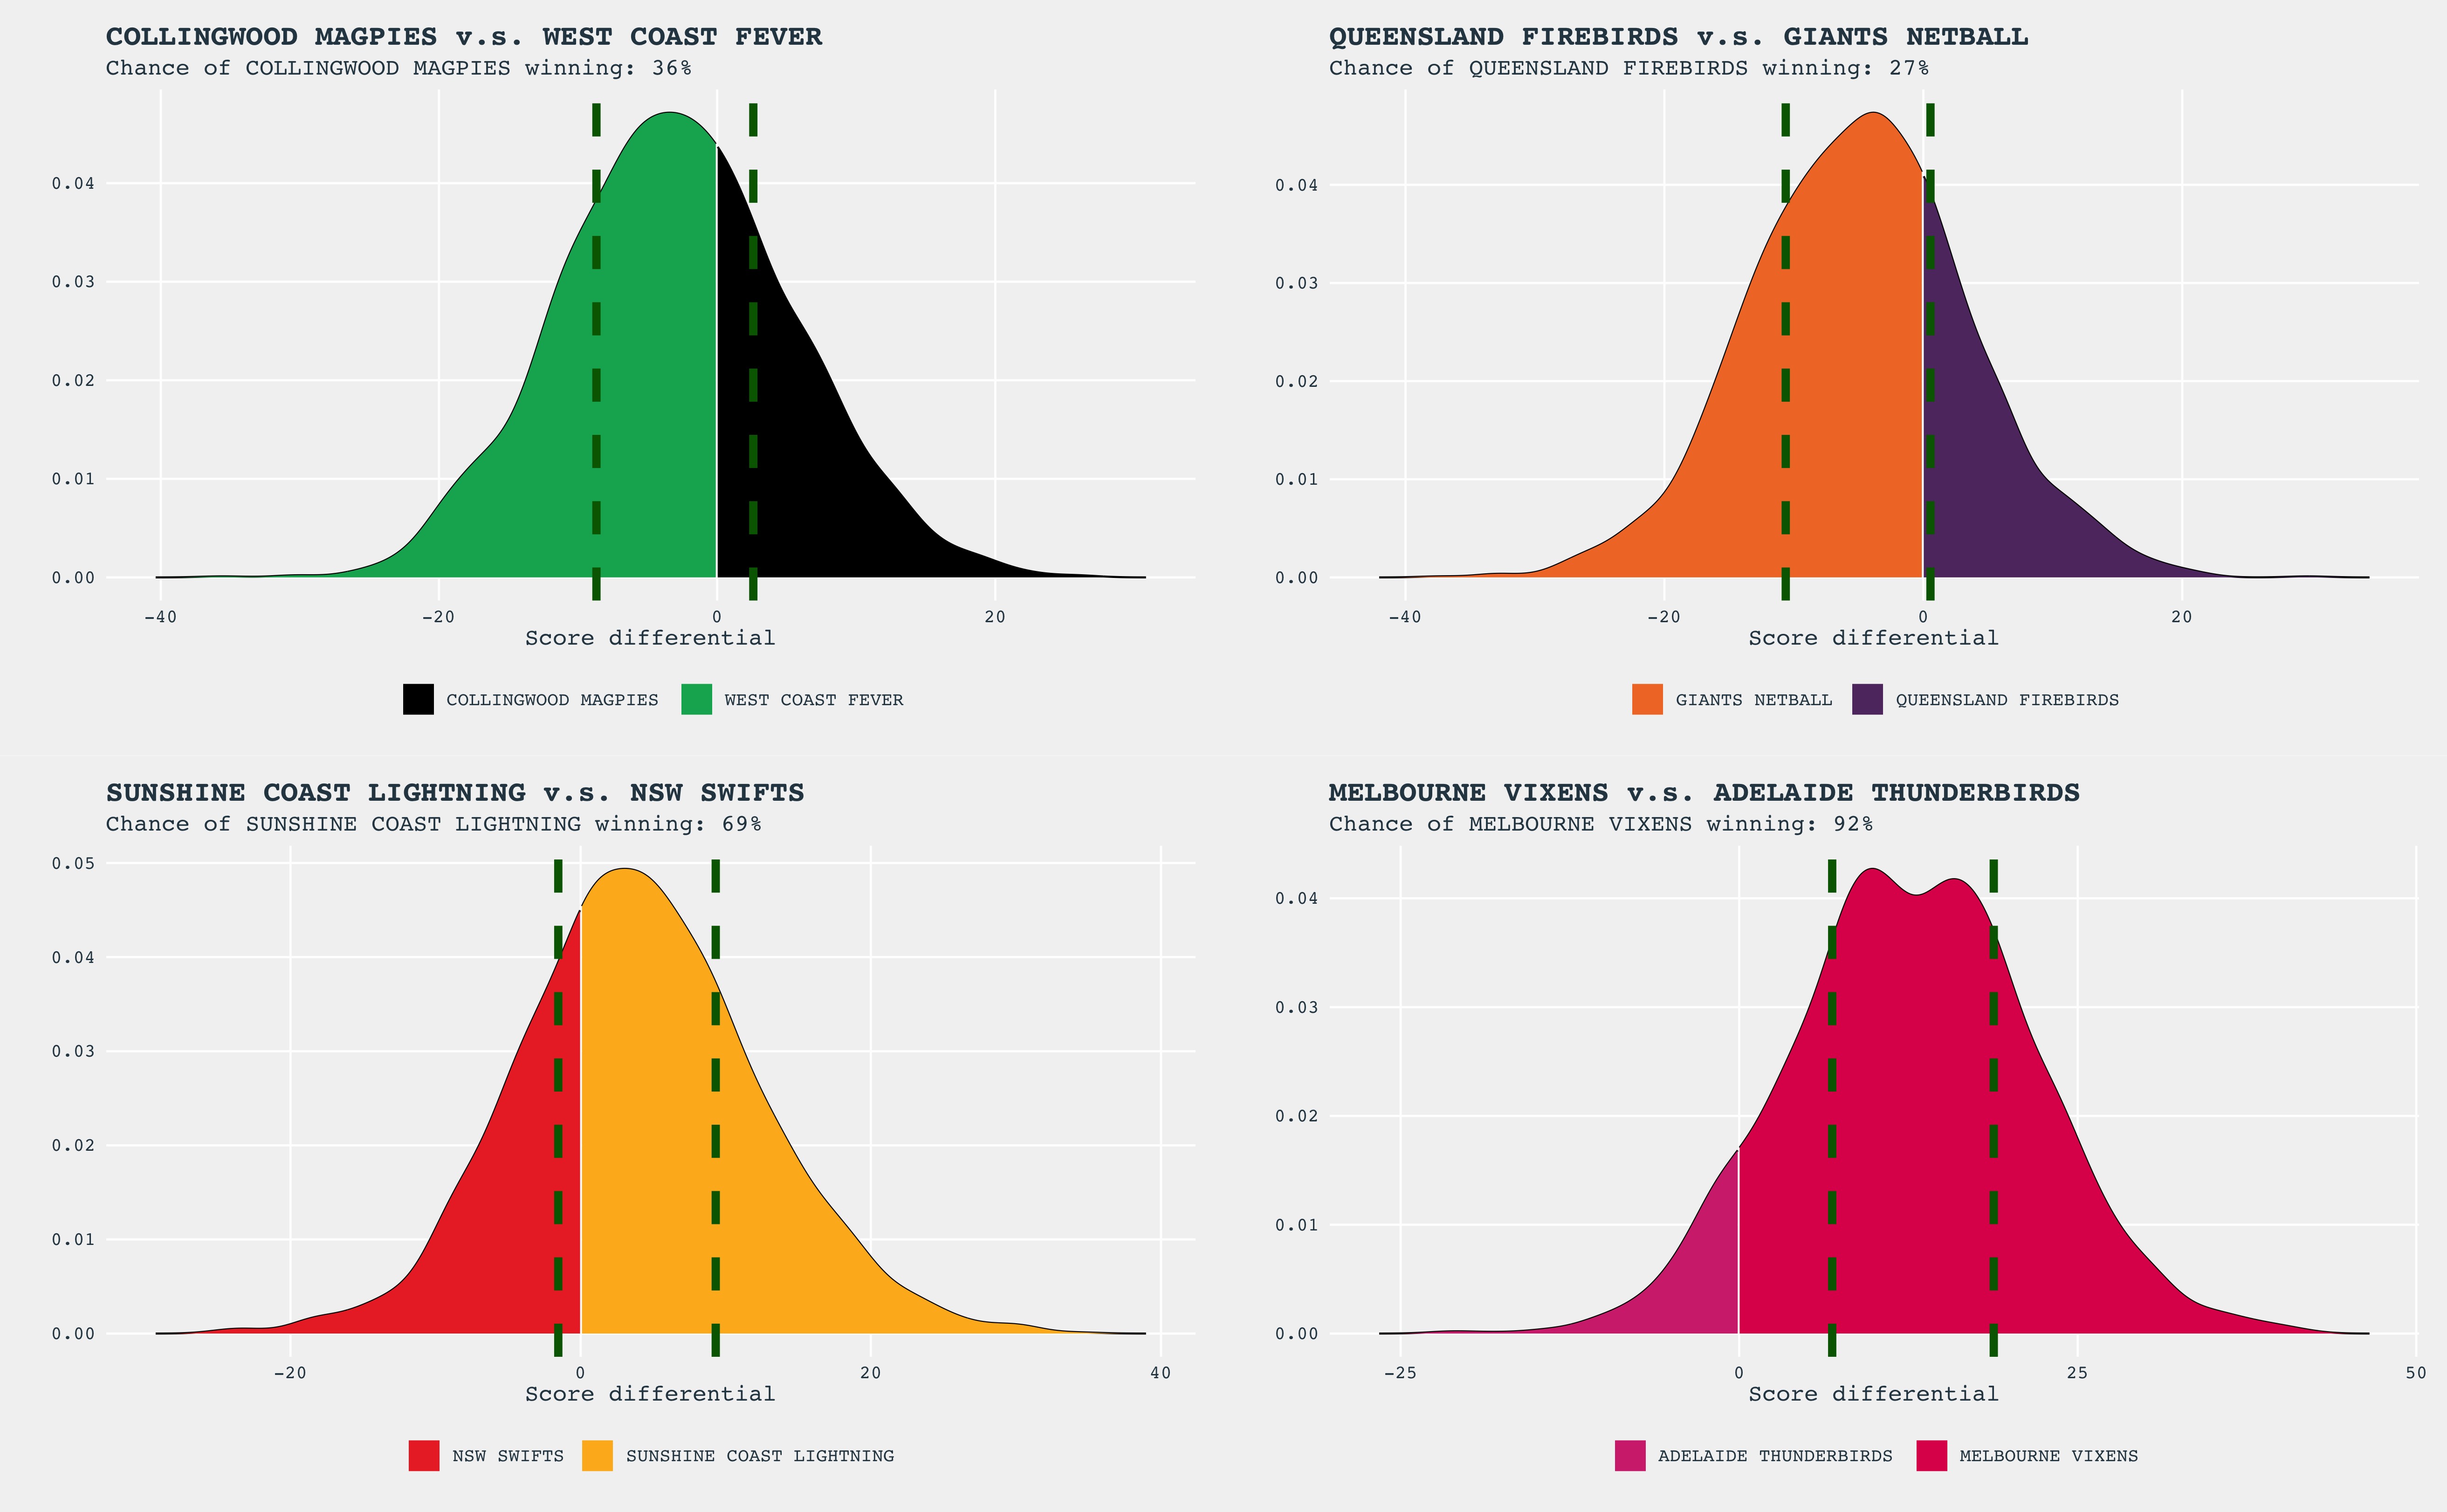 COLLINGWOOD MAGPIES v.s. WEST COAST FEVER
Chance of COLLINGWOOD MAGPIES winning: 36%
0.04
0.03
0.02
0.01
0.00
-40 -20 0 20
Score differential
COLLINGWOOD MAGPIES WEST COAST FEVER
QUEENSLAND FIREBIRDS v.s. GIANTS NETBALL
Chance of QUEENSLAND FIREBIRDS winning: 27%
0.04
0.03
0.02
0.01
0.00
-40 -20 0 20
Score differential
GIANTS NETBALL QUEENSLAND FIREBIRDS
SUNSHINE COAST LIGHTNING v.s. NSW SWIFTS
Chance of SUNSHINE COAST LIGHTNING winning: 69%
0.05
0.04
0.03
0.02
0.01
0.00
-20 0 20 40
Score differential
NSW SWIFTS SUNSHINE COAST LIGHTNING
MELBOURNE VIXENS v.s. ADELAIDE THUNDERBIRDS
Chance of MELBOURNE VIXENS winning: 92%
0.04
0.03
0.02
0.01
0.00
-25 0 25 50
Score differential
ADELAIDE THUNDERBIRDS MELBOURNE VIXENS